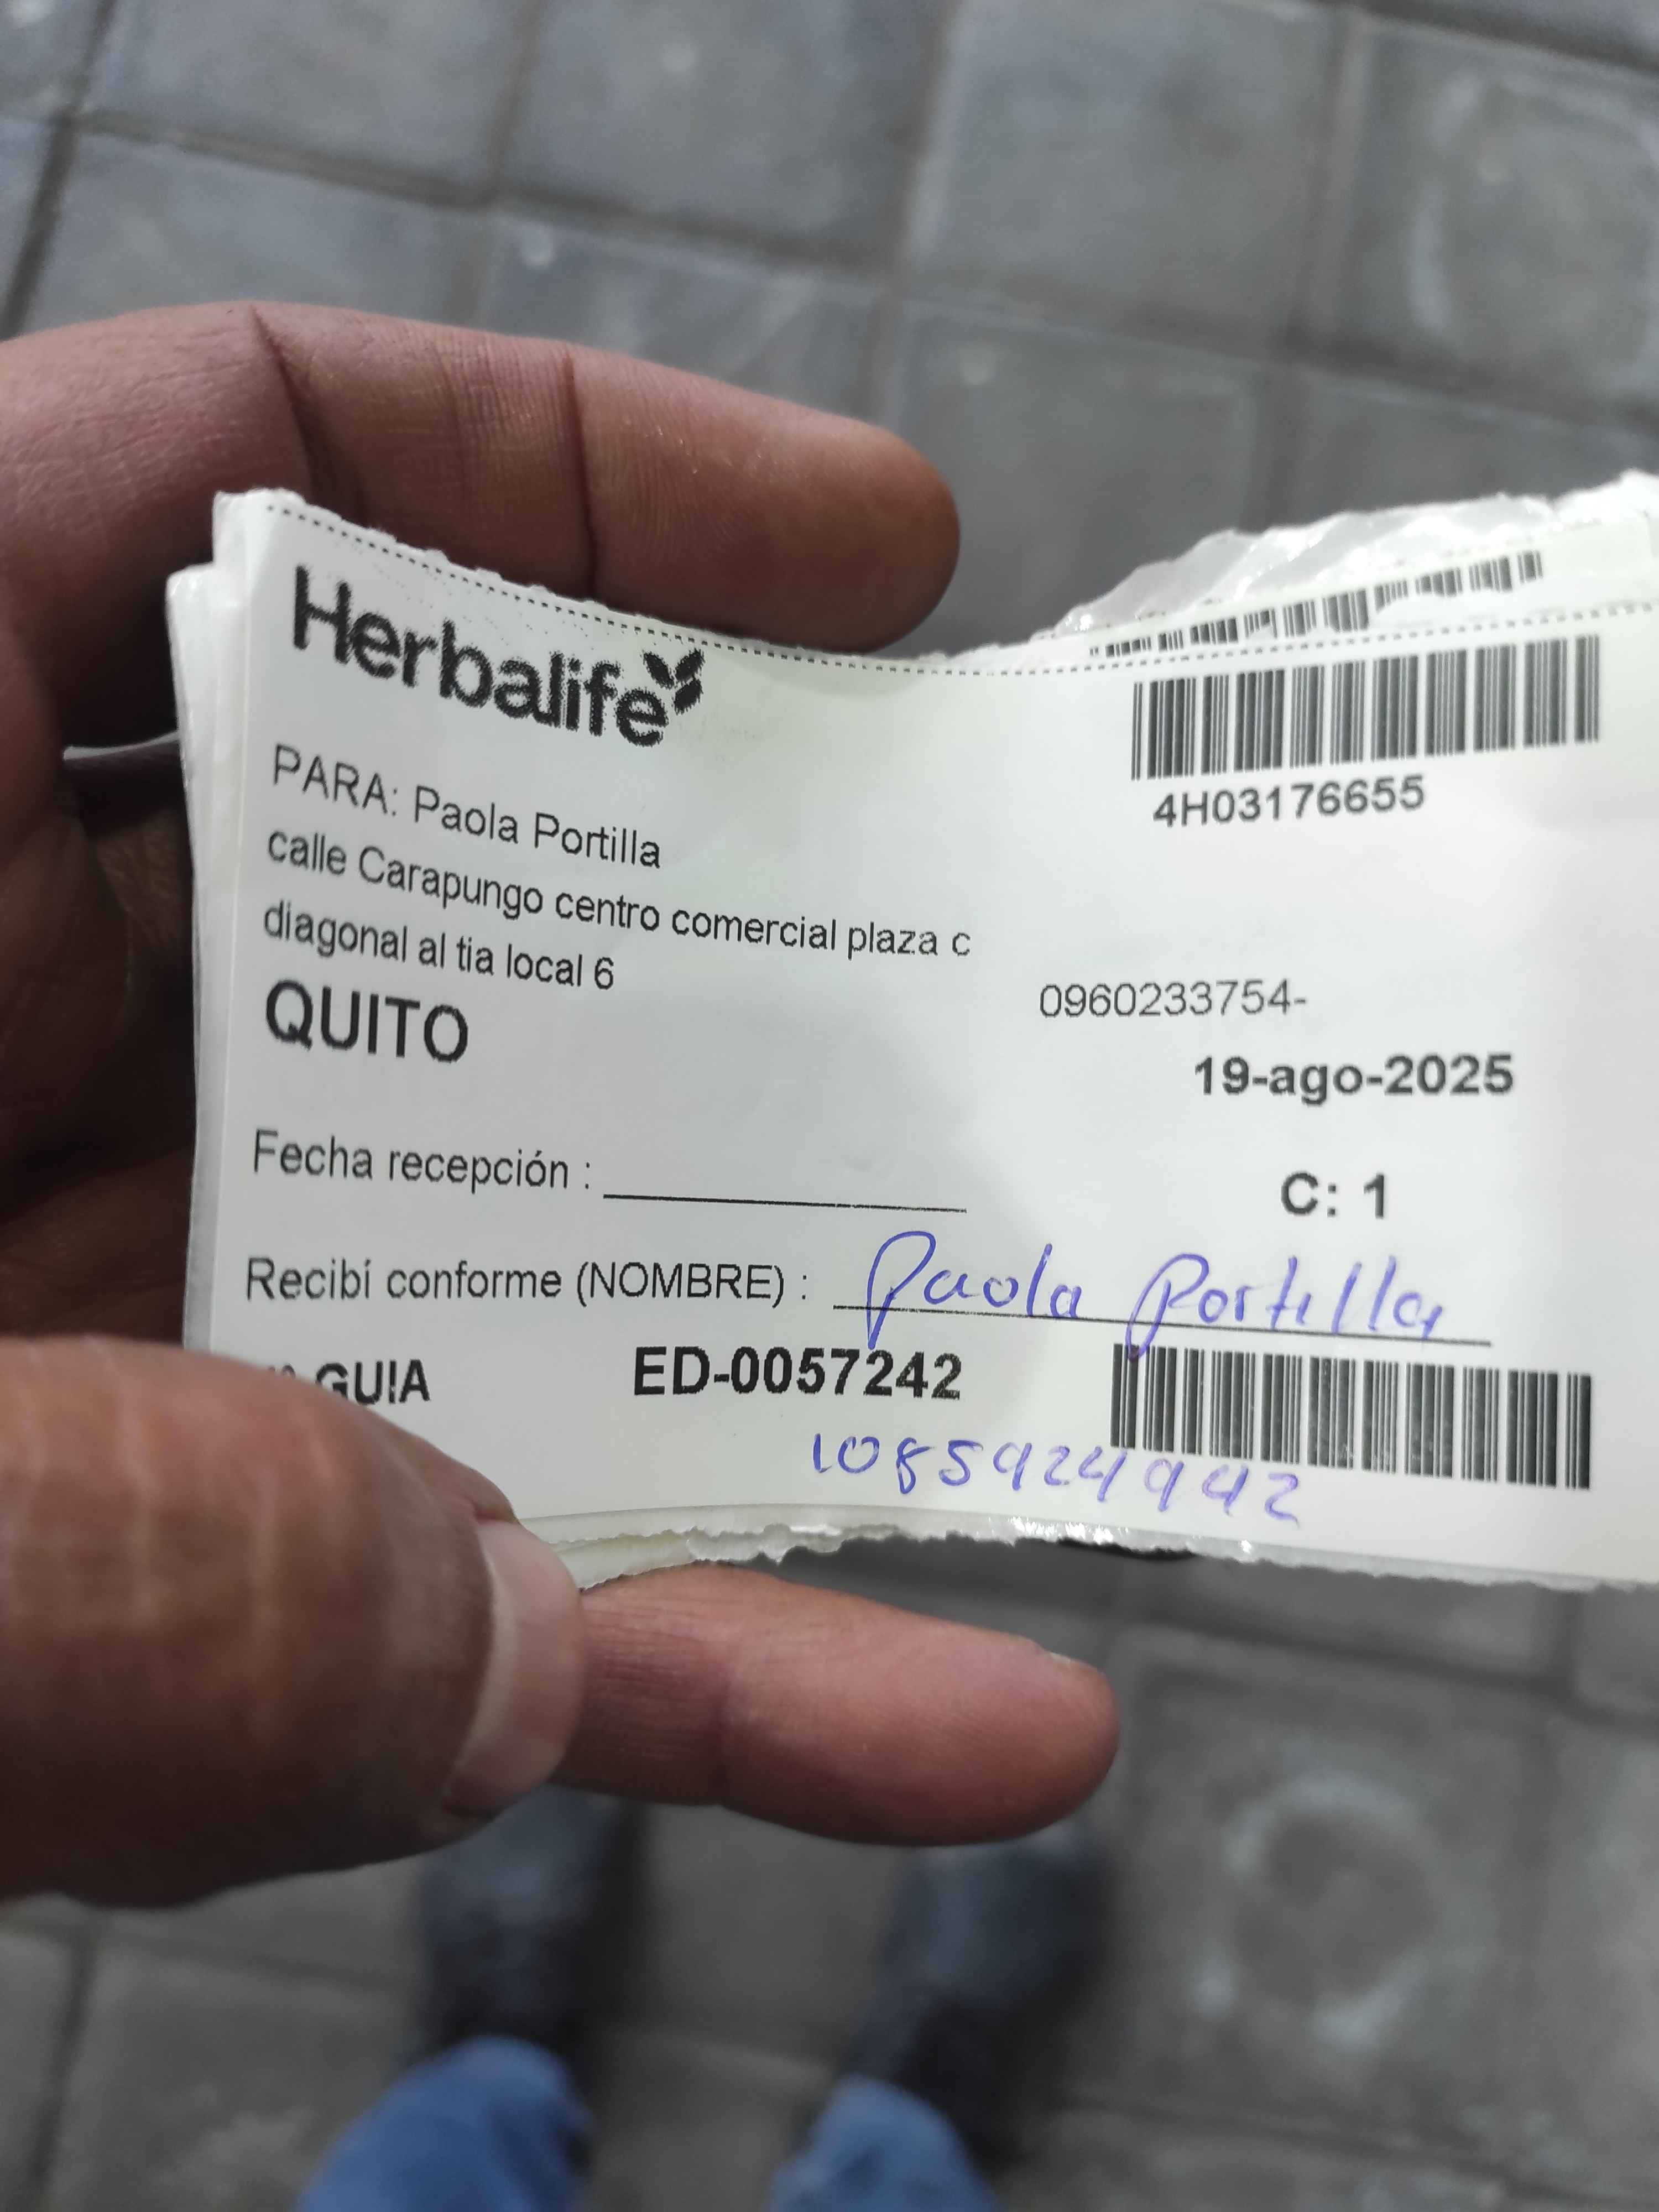 Herbalife
4H03176655
PARA: Paola Portilla
calle Carapungo centro comercial plaza c
diagonal al tia local 6
0960233754-
QUITO
19-ago-2025
Fecha recepción :
C: 1
Recibí conforme (NOMBRE) : Paola Portilla
GUIA ED-0057242
1085924942